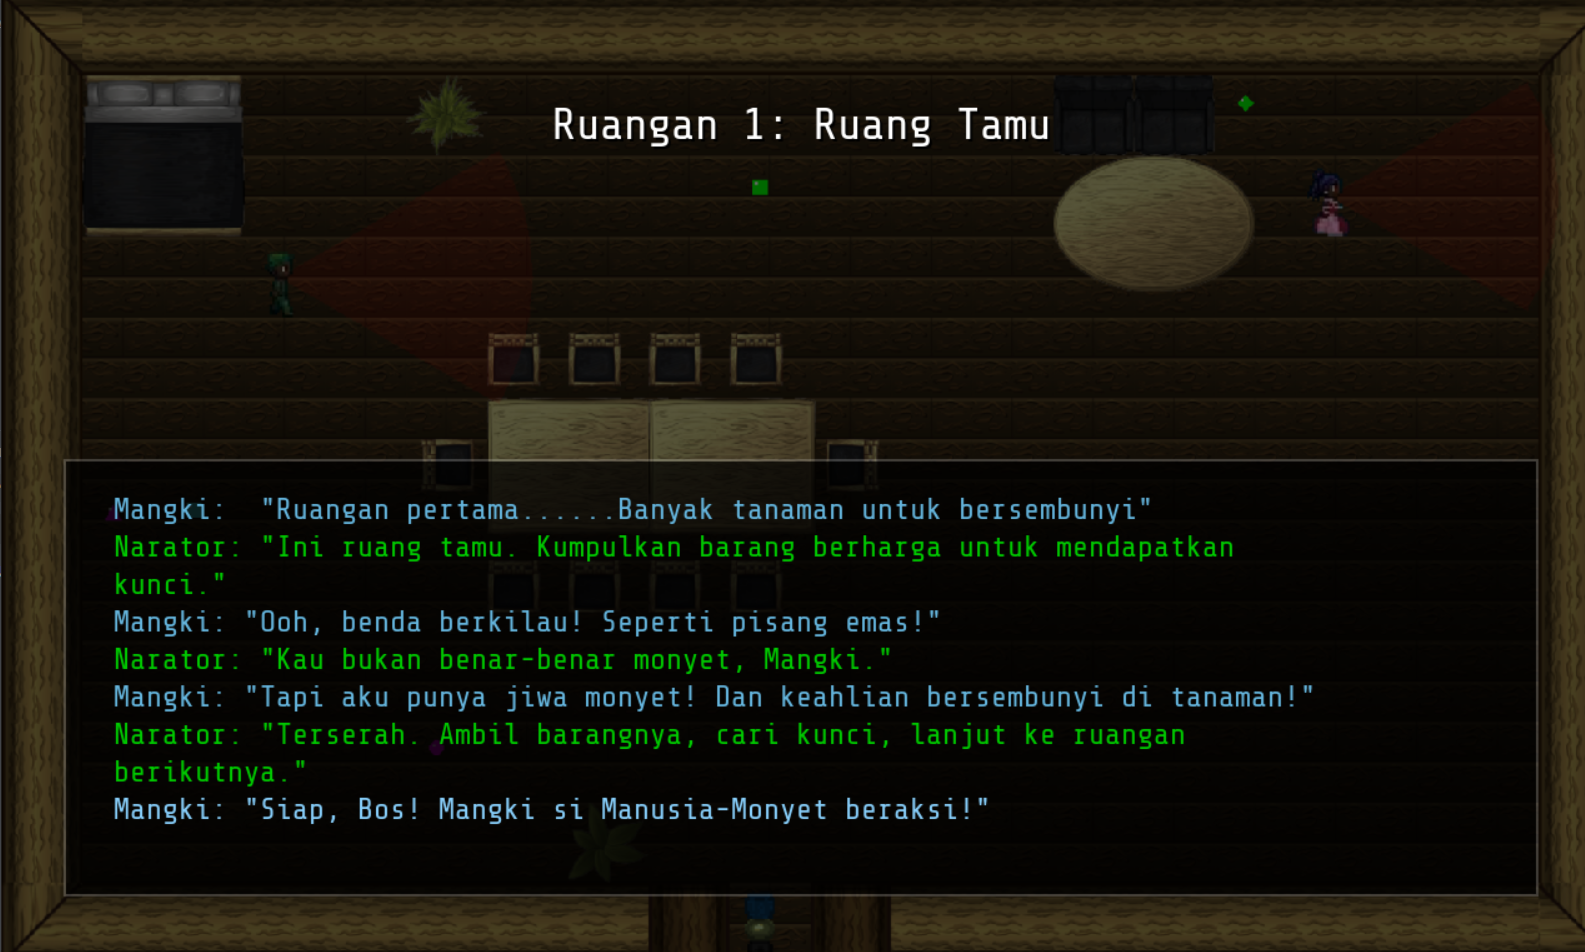 Ruangan 1: Ruang Tamu
Mangki:  "Ruangan pertama......Banyak tanaman untuk bersembunyi"
Narator: "Ini ruang tamu. Kumpulkan barang berharga untuk mendapatkan
kunci."
Mangki: "Ooh, benda berkilau! Seperti pisang emas!"
Narator: "Kau bukan benar-benar monyet, Mangki."
Mangki: "Tapi aku punya jiwa monyet! Dan keahlian bersembunyi di tanaman!"
Narator: "Terserah. Ambil barangnya, cari kunci, lanjut ke ruangan
berikutnya."
Mangki: "Siap, Bos! Mangki si Manusia-Monyet beraksi!"